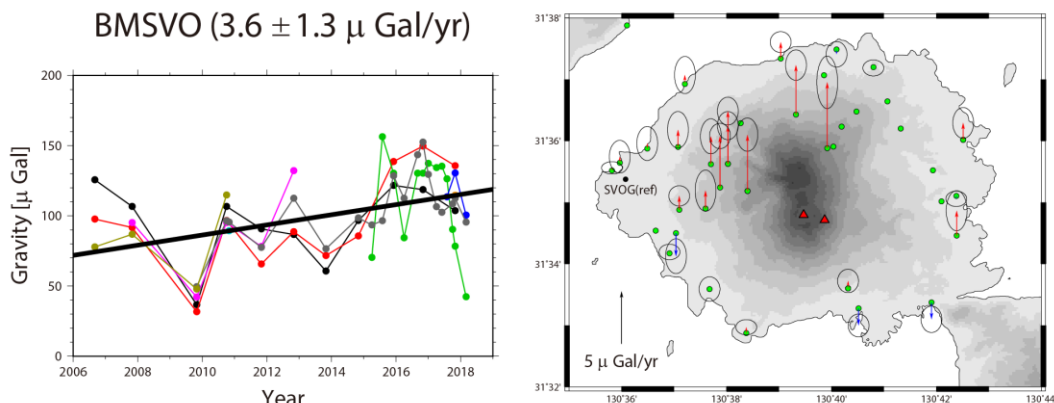 BMSVO (3.6 ±1.3 μ Gal/yr)
Gravity [μ Gal]
200
150
100
50
0
2006 2008 2010 2012 2014 2016 2018
Year
31˚38'
31˚36'
31˚34'
31˚32'
SVOG(ref)
5 μ Gal/yr
130˚36' 130˚38' 130˚40' 130˚42' 130˚44'